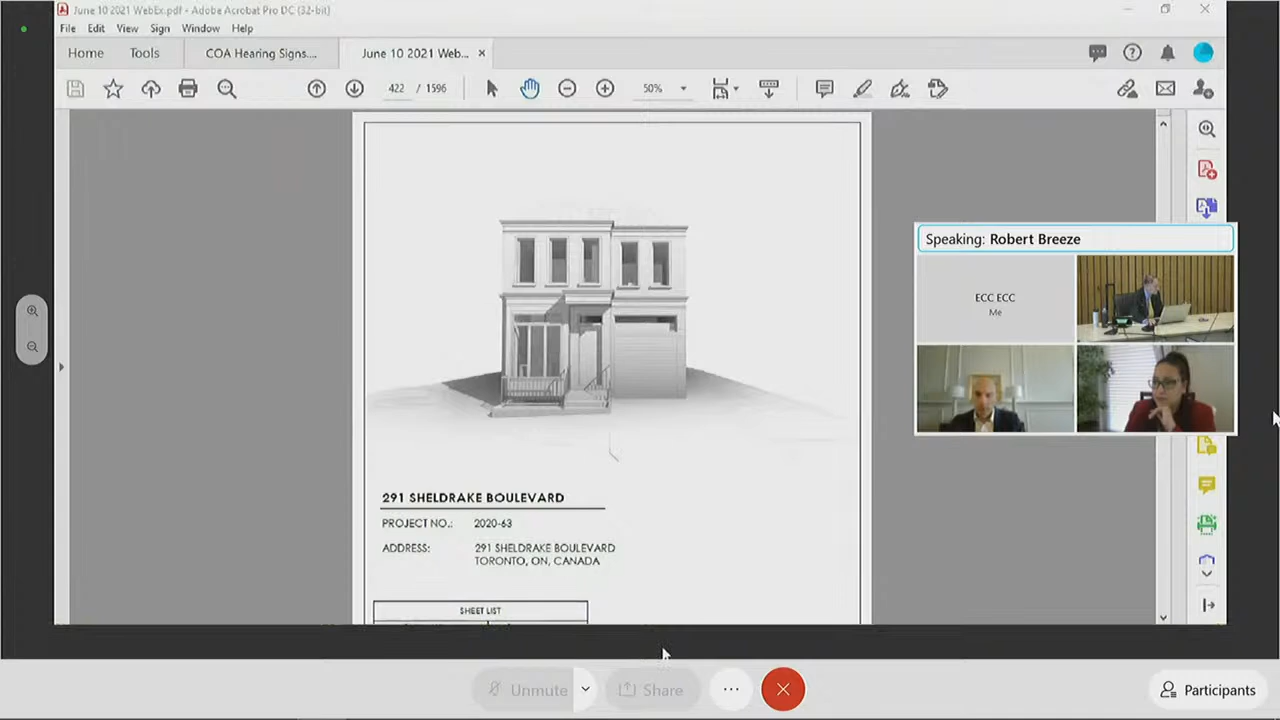 June 10 2021 WebEx.pdf - Adobe Acrobat Pro DC (32-bit)
File Edit View Sign Window Help
Home Tools COA Hearing Signs.... June 10 2021 Web... ×
422 / 1596 50%
Speaking: Robert Breeze
ECC ECC
Me
291 SHELDRAKE BOULEVARD
PROJECT NO.: 2020-63
ADDRESS: 291 SHELDRAKE BOULEVARD
TORONTO, ON, CANADA
SHEET LIST
Unmute Share Participants